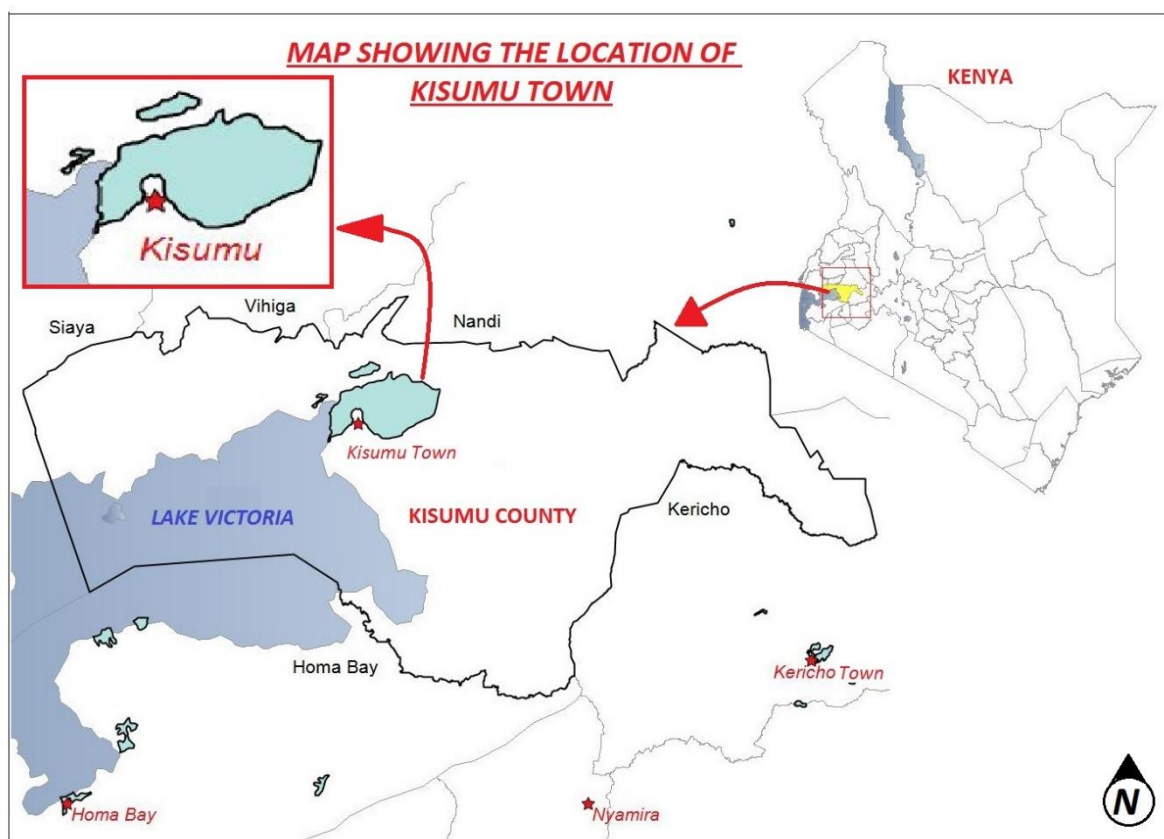 MAP SHOWING THE LOCATION OF
KISUMU TOWN
KENYA
Kisumu
Siaya
Vihiga
Nandi
Kisumu Town
LAKE VICTORIA
KISUMU COUNTY
Kericho
Homa Bay
Kericho Town
Homa Bay
Nyamira
N